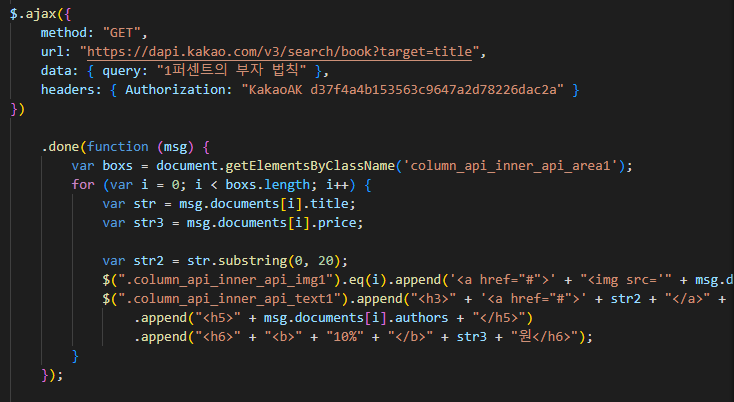 $.ajax({
method: "GET",
url: "https://dapi.kakao.com/v3/search/book?target=title",
data: { query: "1퍼센트의 부자 법칙" },
headers: { Authorization: "KakaoAK d37f4a4b153563c9647a2d78226dac2a" }
})
.done(function (msg) {
var boxs = document.getElementsByClassName('column_api_inner_api_area1');
for (var i = 0; i < boxs.length; i++) {
var str = msg.documents[i].title;
var str3 = msg.documents[i].price;
var str2 = str.substring(0, 20);
$(".column_api_inner_api_img1").eq(i).append('<a href="#">' + "<img src='" + msg.d
$(".column_api_inner_api_text1").append("<h3>" + '<a href="#">' + str2 + "</a>" +
.append("<h5>" + msg.documents[i].authors + "</h5>")
.append("<h6>" + "<b>" + "10%" + "</b>" + str3 + "원</h6>");
}
});